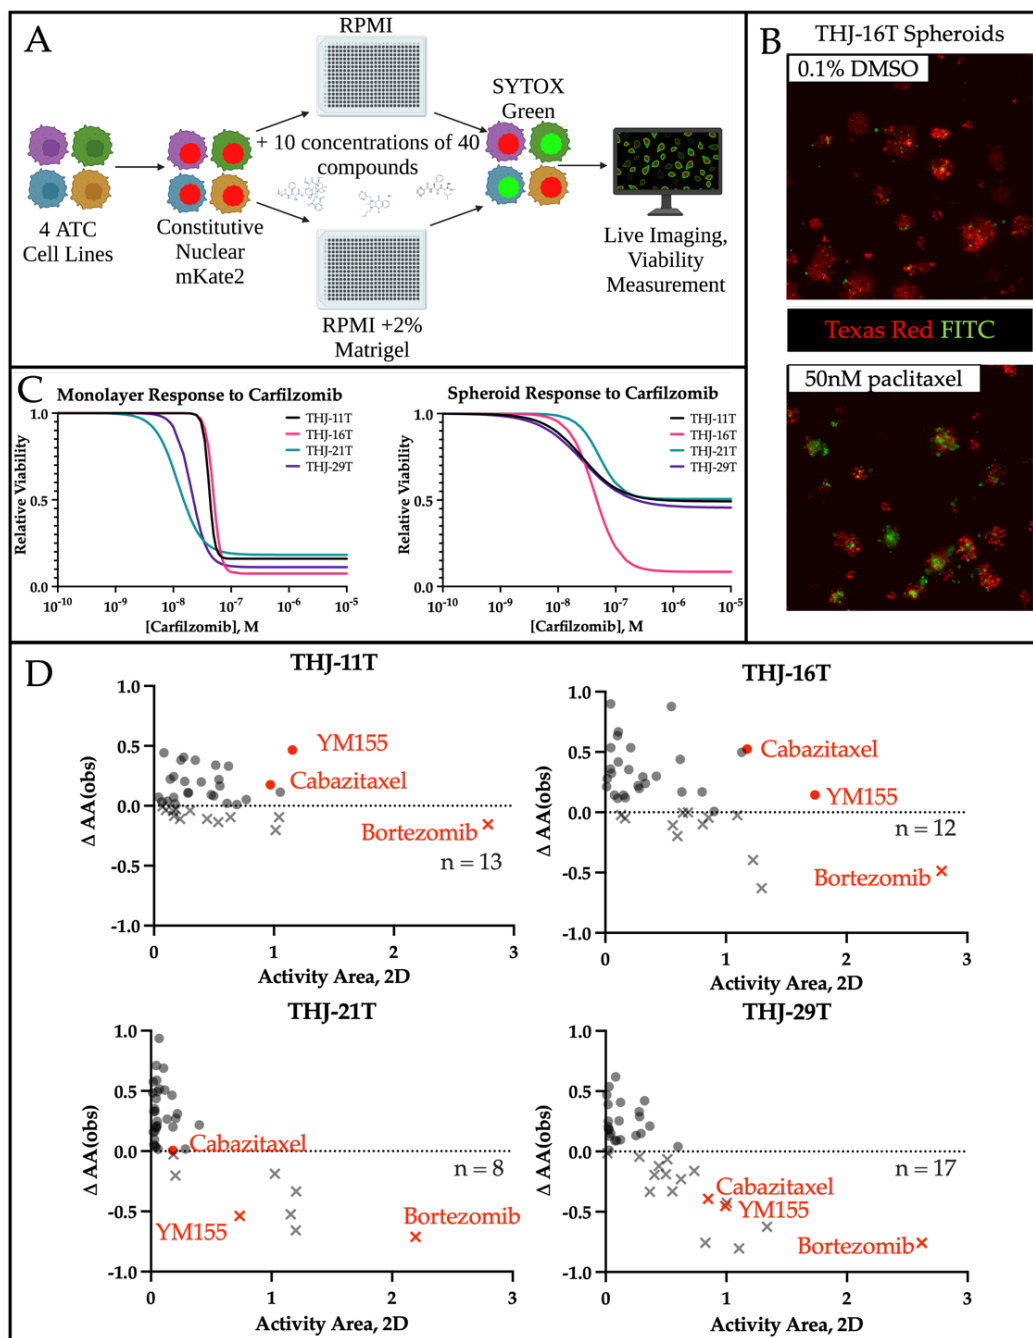 A
RPMI
+ 10 concentrations of 40
compounds
SYTOX
Green
4 ATC
Cell Lines
Constitutive
Nuclear
mKate2
RPMI +2%
Matrigel
Live Imaging,
Viability
Measurement
B
THJ-16T Spheroids
0.1% DMSO
Texas Red FITC
50nM paclitaxel
C
Monolayer Response to Carfilzomib
1.0
0.5
0.0
Relative Viability
THJ-11T
THJ-16T
THJ-21T
THJ-29T
10-10 10-9 10-8 10-7 10-6 10-5
[Carfilzomib], M
Spheroid Response to Carfilzomib
1.0
0.5
0.0
Relative Viability
THJ-11T
THJ-16T
THJ-21T
THJ-29T
10-10 10-9 10-8 10-7 10-6 10-5
[Carfilzomib], M
D
THJ-11T
1.0
0.5
0.0
-0.5
-1.0
Δ AA(obs)
YM155
Cabazitaxel
Bortezomib
n = 13
0 1 2 3
Activity Area, 2D
THJ-16T
1.0
0.5
0.0
-0.5
-1.0
Δ AA(obs)
Cabazitaxel
YM155
n = 12
Bortezomib
0 1 2 3
Activity Area, 2D
THJ-21T
1.0
0.5
0.0
-0.5
-1.0
Δ AA(obs)
Cabazitaxel
n = 8
YM155
Bortezomib
0 1 2 3
Activity Area, 2D
THJ-29T
1.0
0.5
0.0
-0.5
-1.0
Δ AA(obs)
n = 17
Cabazitaxel
YM155
Bortezomib
0 1 2 3
Activity Area, 2D